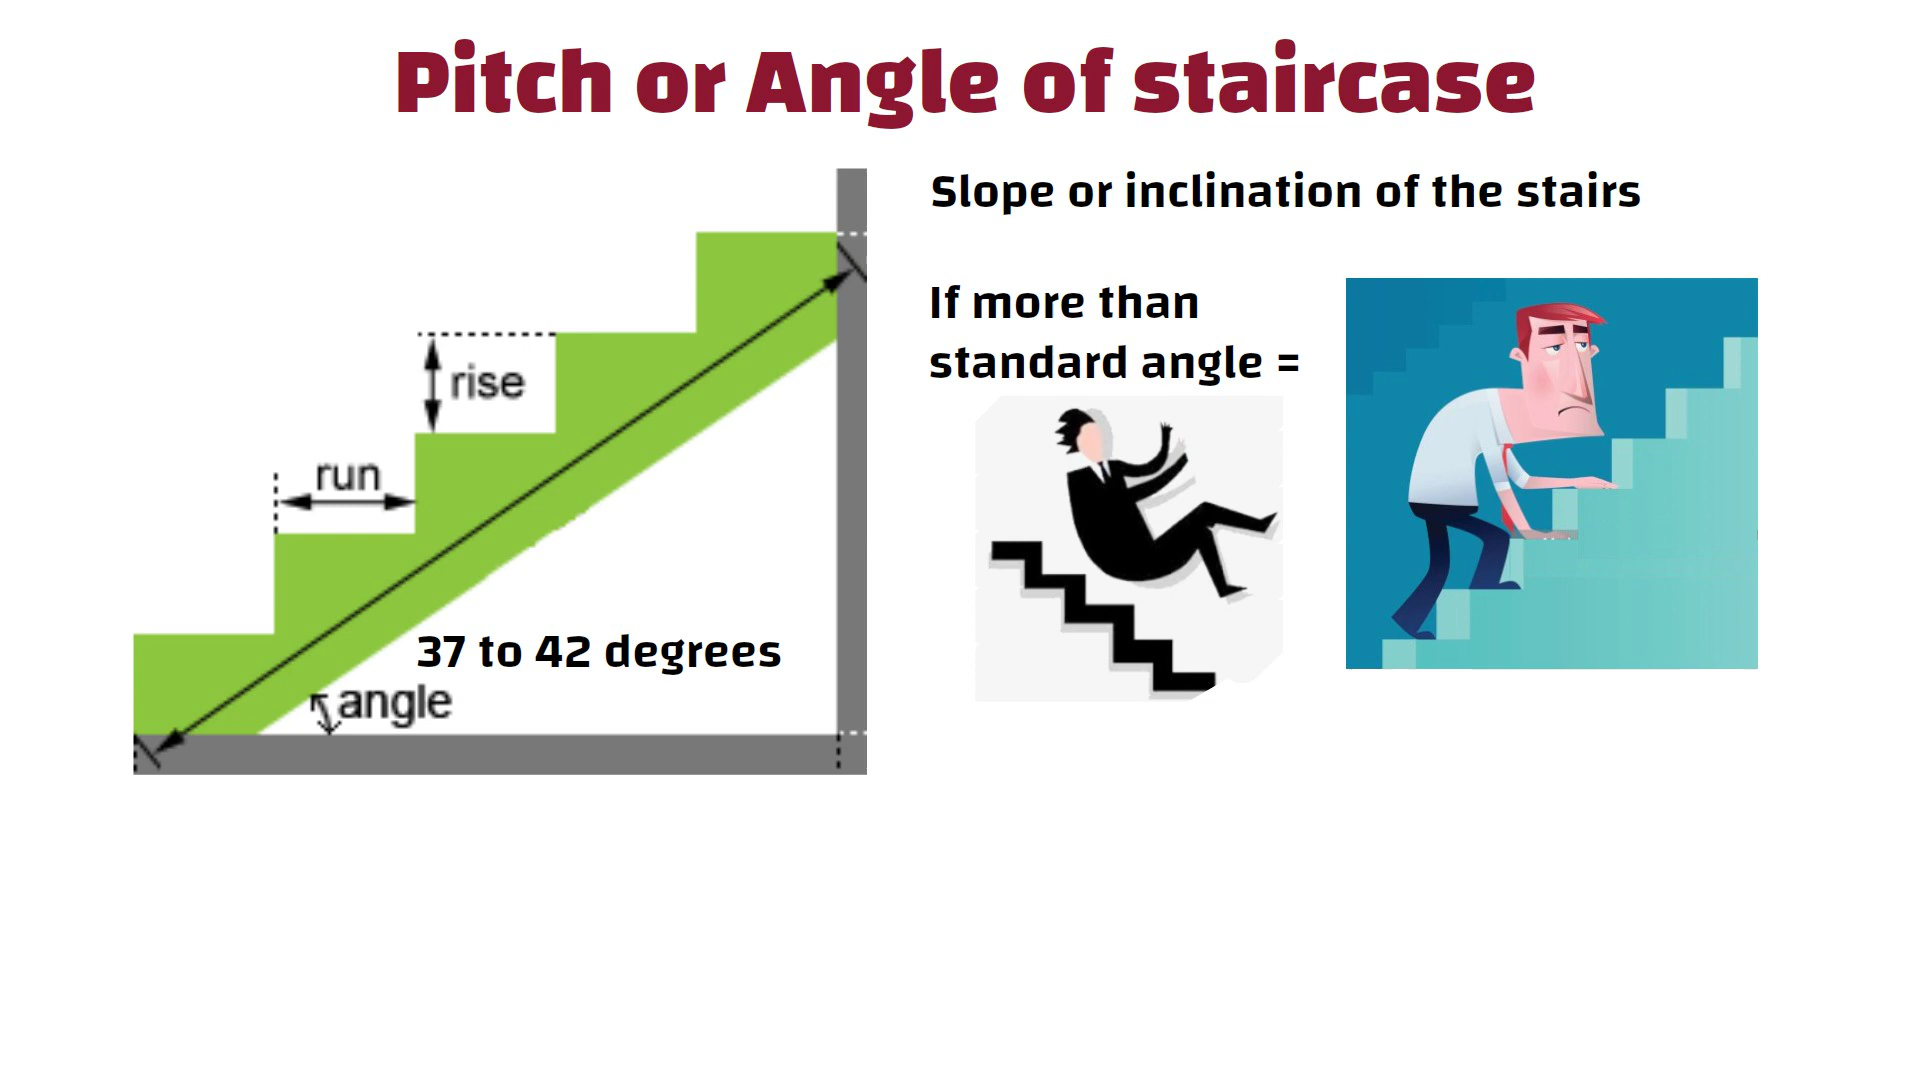 Pitch or Angle of staircase
Slope or inclination of the stairs
If more than
standard angle =
rise
run
37 to 42 degrees
angle